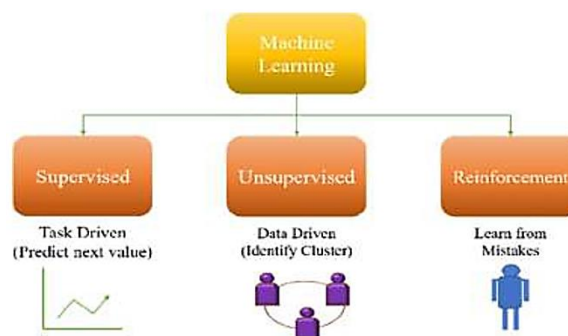 Machine
Learning
Supervised
Unsupervised
Reinforcement
Task Driven
(Predict next value)
Data Driven
(Identify Cluster)
Learn from
Mistakes